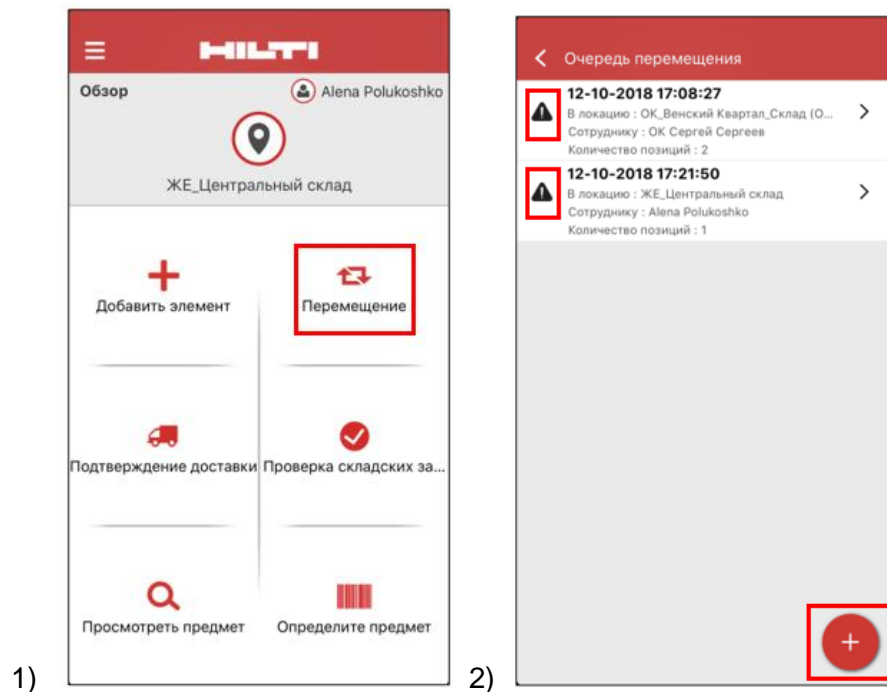 HILTI
Обзор
Alena Polukoshko
ЖЕ_Центральный склад
Добавить элемент
Перемещение
Подтверждение доставки
Проверка складских за...
Просмотреть предмет
Определите предмет
1)
Очередь перемещения
12-10-2018 17:08:27
В локацию : ОК_Венский Квартал_Склад (О...
Сотруднику : ОК Сергей Сергеев
Количество позиций : 2
12-10-2018 17:21:50
В локацию : ЖЕ_Центральный склад
Сотруднику : Alena Polukoshko
Количество позиций : 1
2)